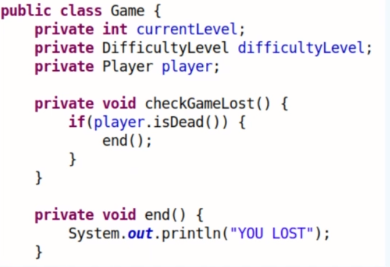 public class Game {
    private int currentLevel;
    private DifficultyLevel difficultyLevel;
    private Player player;

    private void checkGameLost() {
        if(player.isDead()) {
            end();
        }
    }

    private void end() {
        System.out.println("YOU LOST");
    }